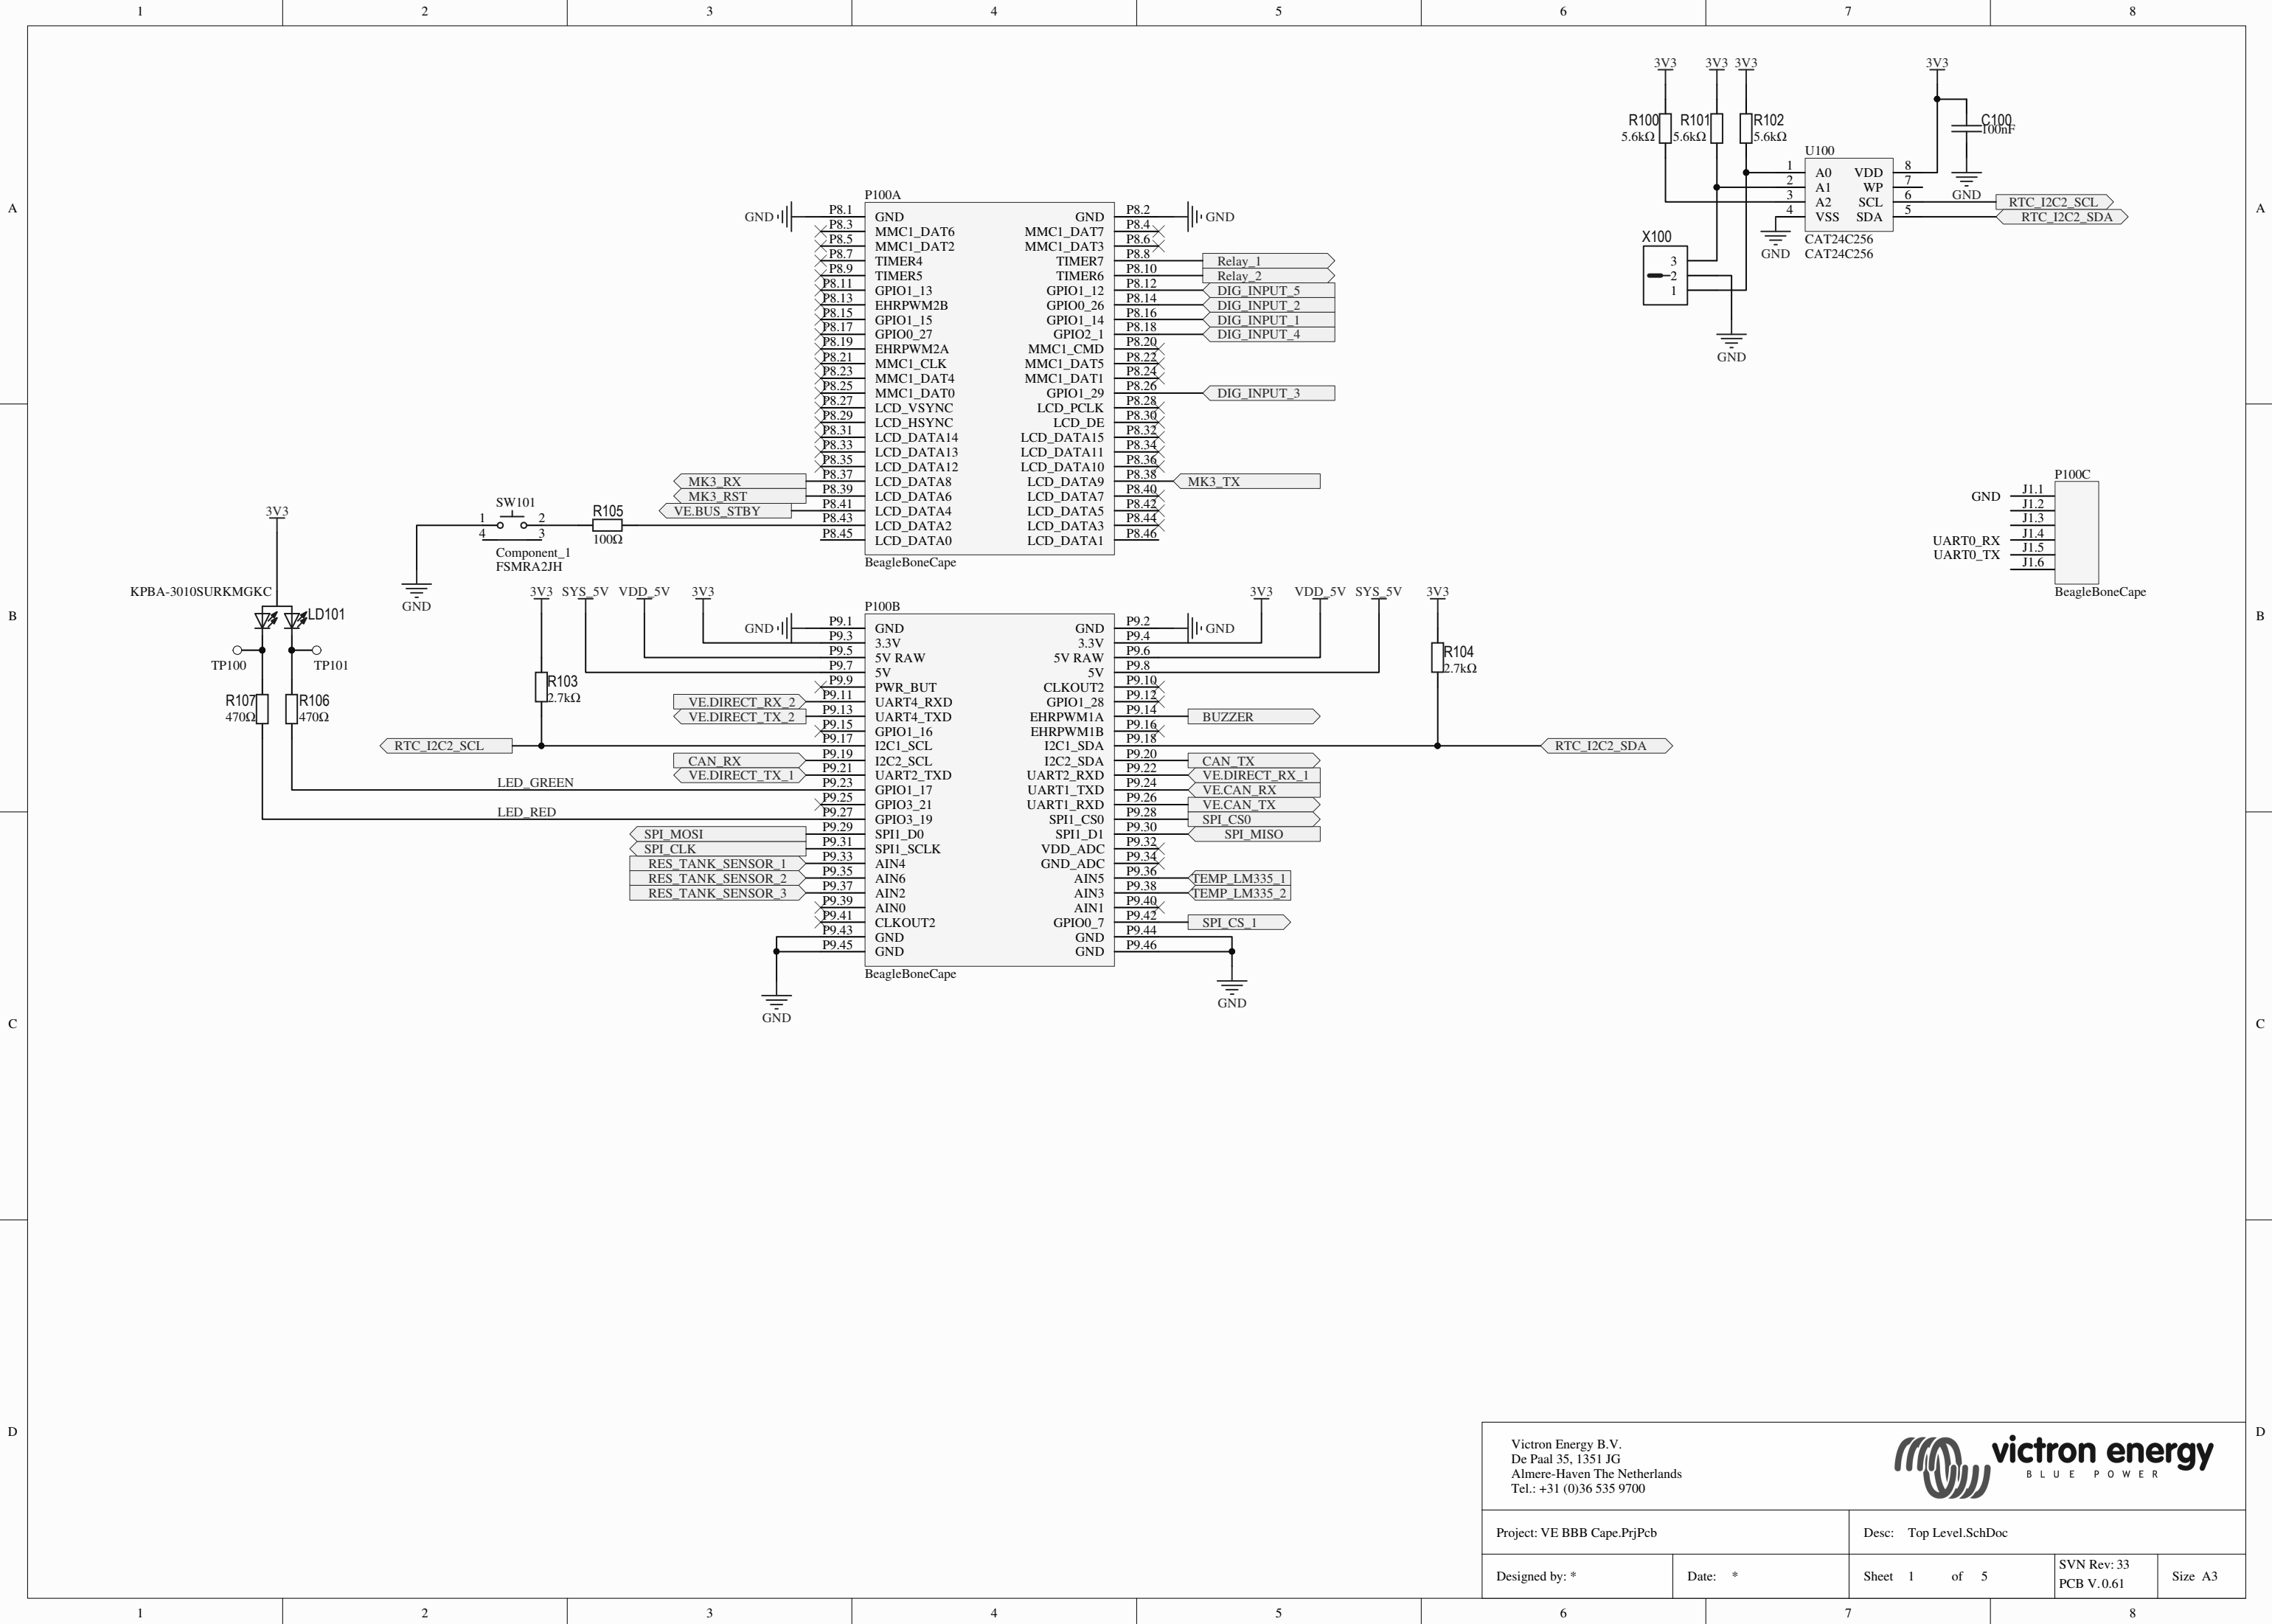 1 2 3 4 5 6 7 8
A
A
B
B
C
C
D
D
3V3 3V3 3V3 3V3
R100 5.6kΩ
R101 5.6kΩ
R102 5.6kΩ
C100 100nF
GND
U100
1 A0 VDD 8
2 A1 WP 7
3 A2 SCL 6 RTC_I2C2_SCL
4 VSS SDA 5 RTC_I2C2_SDA
CAT24C256
CAT24C256
GND
X100
3
2
1
GND
P100A
GND P8.1 GND GND P8.2 GND
P8.3 MMC1_DAT6 MMC1_DAT7 P8.4
P8.5 MMC1_DAT2 MMC1_DAT3 P8.6
P8.7 TIMER4 TIMER7 P8.8 Relay_1
P8.9 TIMER5 TIMER6 P8.10 Relay_2
P8.11 GPIO1_13 GPIO1_12 P8.12 DIG_INPUT_5
P8.13 EHRPWM2B GPIO0_26 P8.14 DIG_INPUT_2
P8.15 GPIO1_15 GPIO1_14 P8.16 DIG_INPUT_1
P8.17 GPIO0_27 GPIO2_1 P8.18 DIG_INPUT_4
P8.19 EHRPWM2A MMC1_CMD P8.20
P8.21 MMC1_CLK MMC1_DAT5 P8.22
P8.23 MMC1_DAT4 MMC1_DAT1 P8.24
P8.25 MMC1_DAT0 GPIO1_29 P8.26 DIG_INPUT_3
P8.27 LCD_VSYNC LCD_PCLK P8.28
P8.29 LCD_HSYNC LCD_DE P8.30
P8.31 LCD_DATA14 LCD_DATA15 P8.32
P8.33 LCD_DATA13 LCD_DATA11 P8.34
P8.35 LCD_DATA12 LCD_DATA10 P8.36
MK3_RX P8.37 LCD_DATA8 LCD_DATA9 P8.38 MK3_TX
MK3_RST P8.39 LCD_DATA6 LCD_DATA7 P8.40
VE.BUS_STBY P8.41 LCD_DATA4 LCD_DATA5 P8.42
P8.43 LCD_DATA2 LCD_DATA3 P8.44
P8.45 LCD_DATA0 LCD_DATA1 P8.46
BeagleBoneCape
SW101
1 2
4 3
Component_1
FSMRA2JH
R105
100Ω
GND
P100C
GND J1.1
J1.2
J1.3
UART0_RX J1.4
UART0_TX J1.5
J1.6
BeagleBoneCape
3V3
KPBA-3010SURKMGKC
LD101
TP100 TP101
R107 470Ω
R106 470Ω
3V3 SYS_5V VDD_5V 3V3
3V3 VDD_5V SYS_5V 3V3
R103
2.7kΩ
R104
2.7kΩ
P100B
GND P9.1 GND GND P9.2 GND
P9.3 3.3V 3.3V P9.4
P9.5 5V RAW 5V RAW P9.6
P9.7 5V 5V P9.8
P9.9 PWR_BUT CLKOUT2 P9.10
VE.DIRECT_RX_2 P9.11 UART4_RXD GPIO1_28 P9.12
VE.DIRECT_TX_2 P9.13 UART4_TXD EHRPWM1A P9.14 BUZZER
P9.15 GPIO1_16 EHRPWM1B P9.16
RTC_I2C2_SCL P9.17 I2C1_SCL I2C1_SDA P9.18 RTC_I2C2_SDA
CAN_RX P9.19 I2C2_SCL I2C2_SDA P9.20 CAN_TX
VE.DIRECT_TX_1 P9.21 UART2_TXD UART2_RXD P9.22 VE.DIRECT_RX_1
LED_GREEN P9.23 GPIO1_17 UART1_TXD P9.24 VE.CAN_RX
P9.25 GPIO3_21 UART1_RXD P9.26 VE.CAN_TX
LED_RED P9.27 GPIO3_19 SPI1_CS0 P9.28 SPI_CS0
SPI_MOSI P9.29 SPI1_D0 SPI1_D1 P9.30 SPI_MISO
SPI_CLK P9.31 SPI1_SCLK VDD_ADC P9.32
RES_TANK_SENSOR_1 P9.33 AIN4 GND_ADC P9.34
RES_TANK_SENSOR_2 P9.35 AIN6 AIN5 P9.36 TEMP_LM335_1
RES_TANK_SENSOR_3 P9.37 AIN2 AIN3 P9.38 TEMP_LM335_2
P9.39 AIN0 AIN1 P9.40
P9.41 CLKOUT2 GPIO0_7 P9.42 SPI_CS_1
P9.43 GND GND P9.44
P9.45 GND GND P9.46
BeagleBoneCape
GND
GND
Victron Energy B.V.
De Paal 35, 1351 JG
Almere-Haven The Netherlands
Tel.: +31 (0)36 535 9700
victron energy
BLUE POWER
Project: VE BBB Cape.PrjPcb
Desc: Top Level.SchDoc
Designed by: *
Date: *
Sheet 1 of 5
SVN Rev: 33
PCB V. 0.61
Size A3
1 2 3 4 5 6 7 8